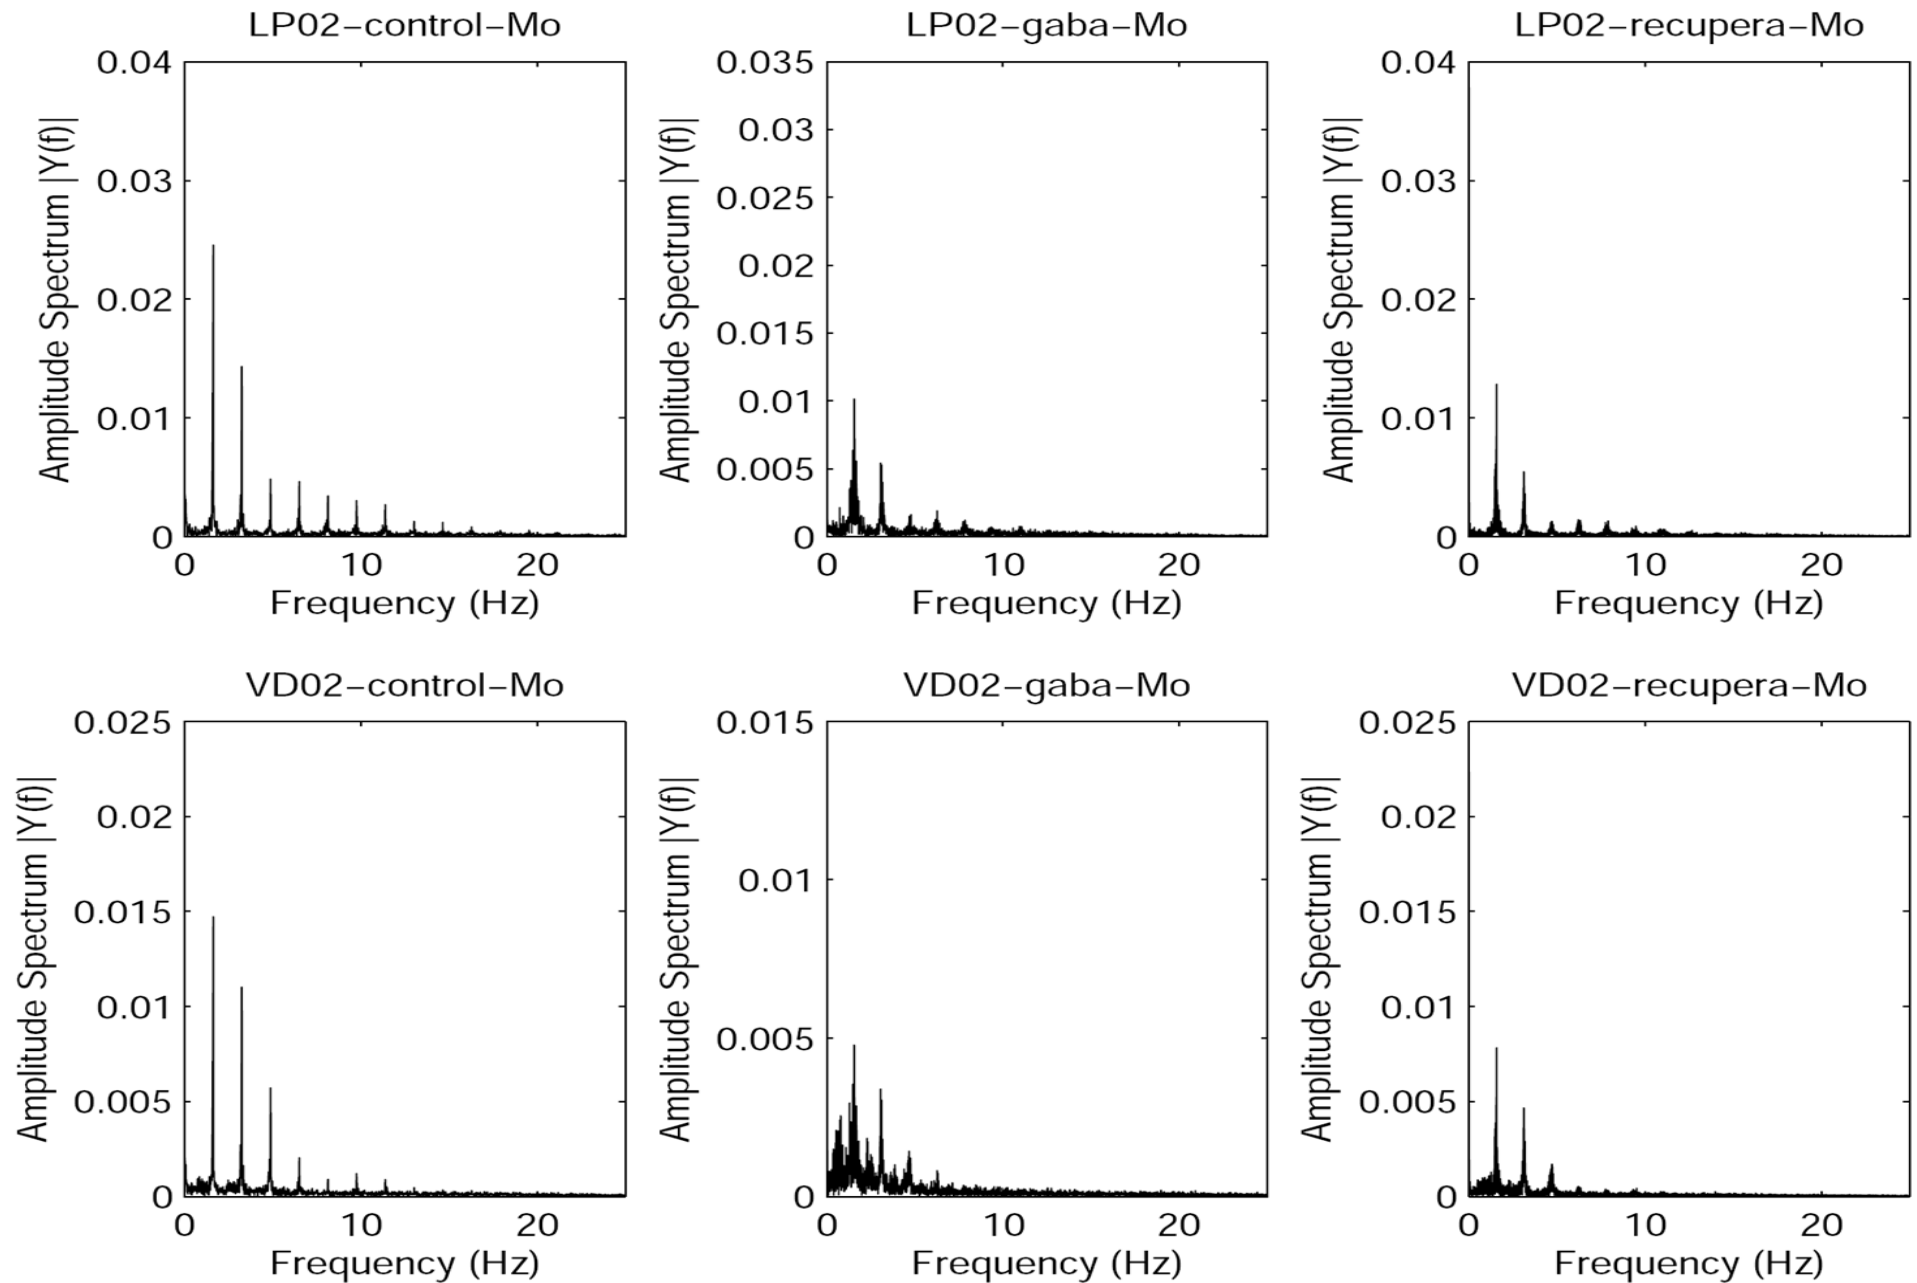 LP02-control-Mo
LP02-gaba-Mo
LP02-recupera-Mo
0.04
0.03
0.02
0.01
0
Amplitude Spectrum |Y(f)|
0 10 20
Frequency (Hz)
0.035
0.03
0.025
0.02
0.015
0.01
0.005
0
Amplitude Spectrum |Y(f)|
0 10 20
Frequency (Hz)
0.04
0.03
0.02
0.01
0
Amplitude Spectrum |Y(f)|
0 10 20
Frequency (Hz)
VD02-control-Mo
VD02-gaba-Mo
VD02-recupera-Mo
0.025
0.02
0.015
0.01
0.005
0
Amplitude Spectrum |Y(f)|
0 10 20
Frequency (Hz)
0.015
0.01
0.005
0
Amplitude Spectrum |Y(f)|
0 10 20
Frequency (Hz)
0.025
0.02
0.015
0.01
0.005
0
Amplitude Spectrum |Y(f)|
0 10 20
Frequency (Hz)